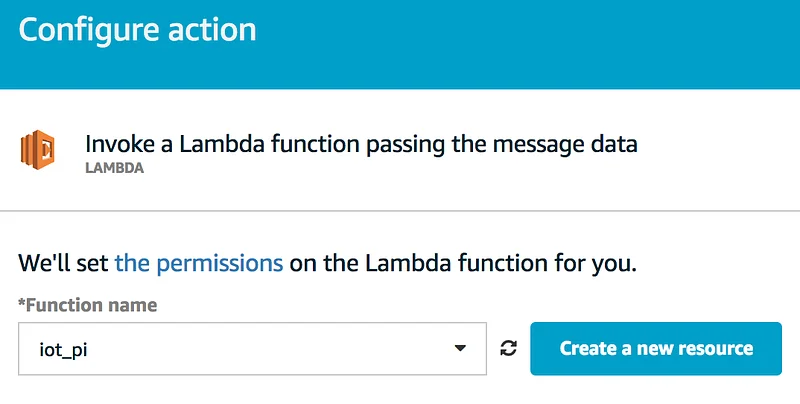 Configure action
Invoke a Lambda function passing the message data
LAMBDA
We'll set the permissions on the Lambda function for you.
*Function name
iot_pi
Create a new resource